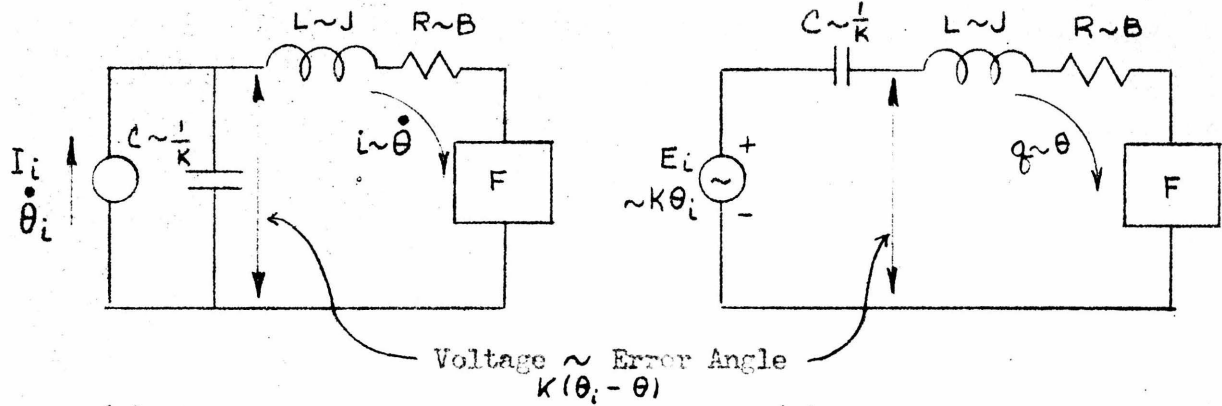 L~J R~B
C~1/K
I_i
θ̇_i
i~θ̇
F
C~1/K L~J R~B
E_i
~Kθ_i
+
~
-
q~θ
F
Voltage ~ Error Angle
K(θ_i - θ)